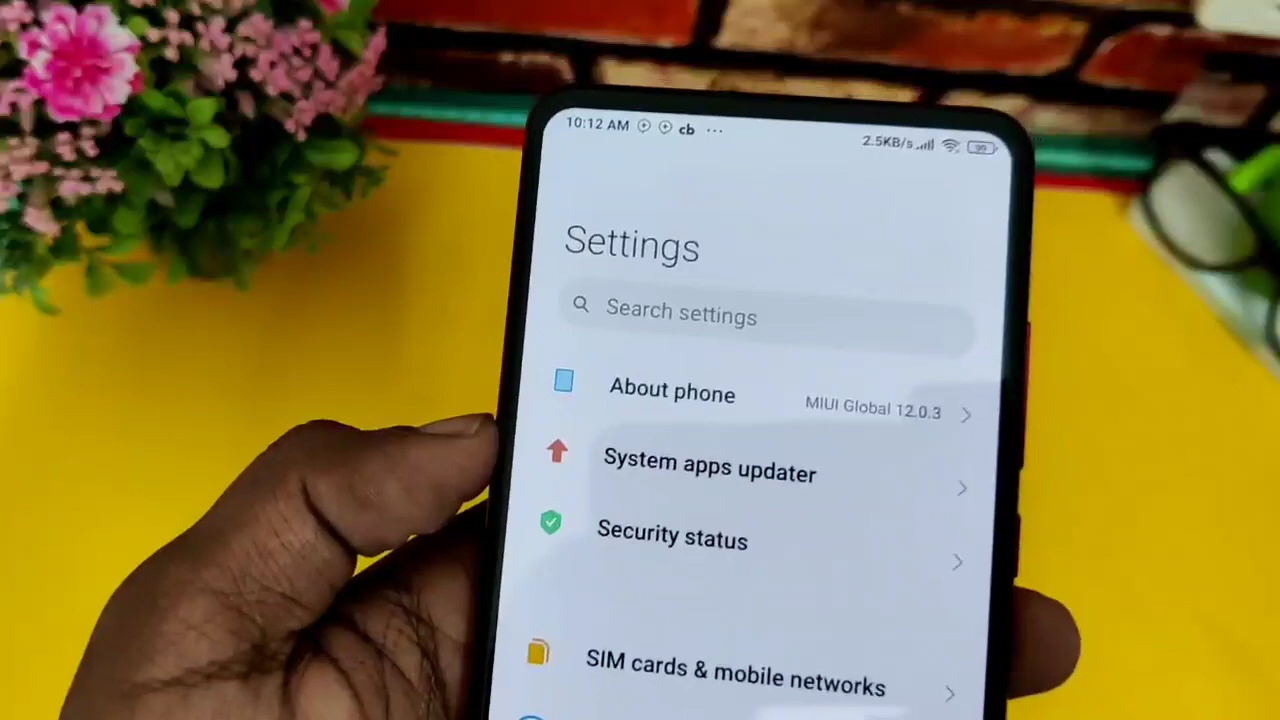 10:12 AM cb ...
2.5KB/s 99
Settings
Search settings
About phone
MIUI Global 12.0.3
System apps updater
Security status
SIM cards & mobile networks